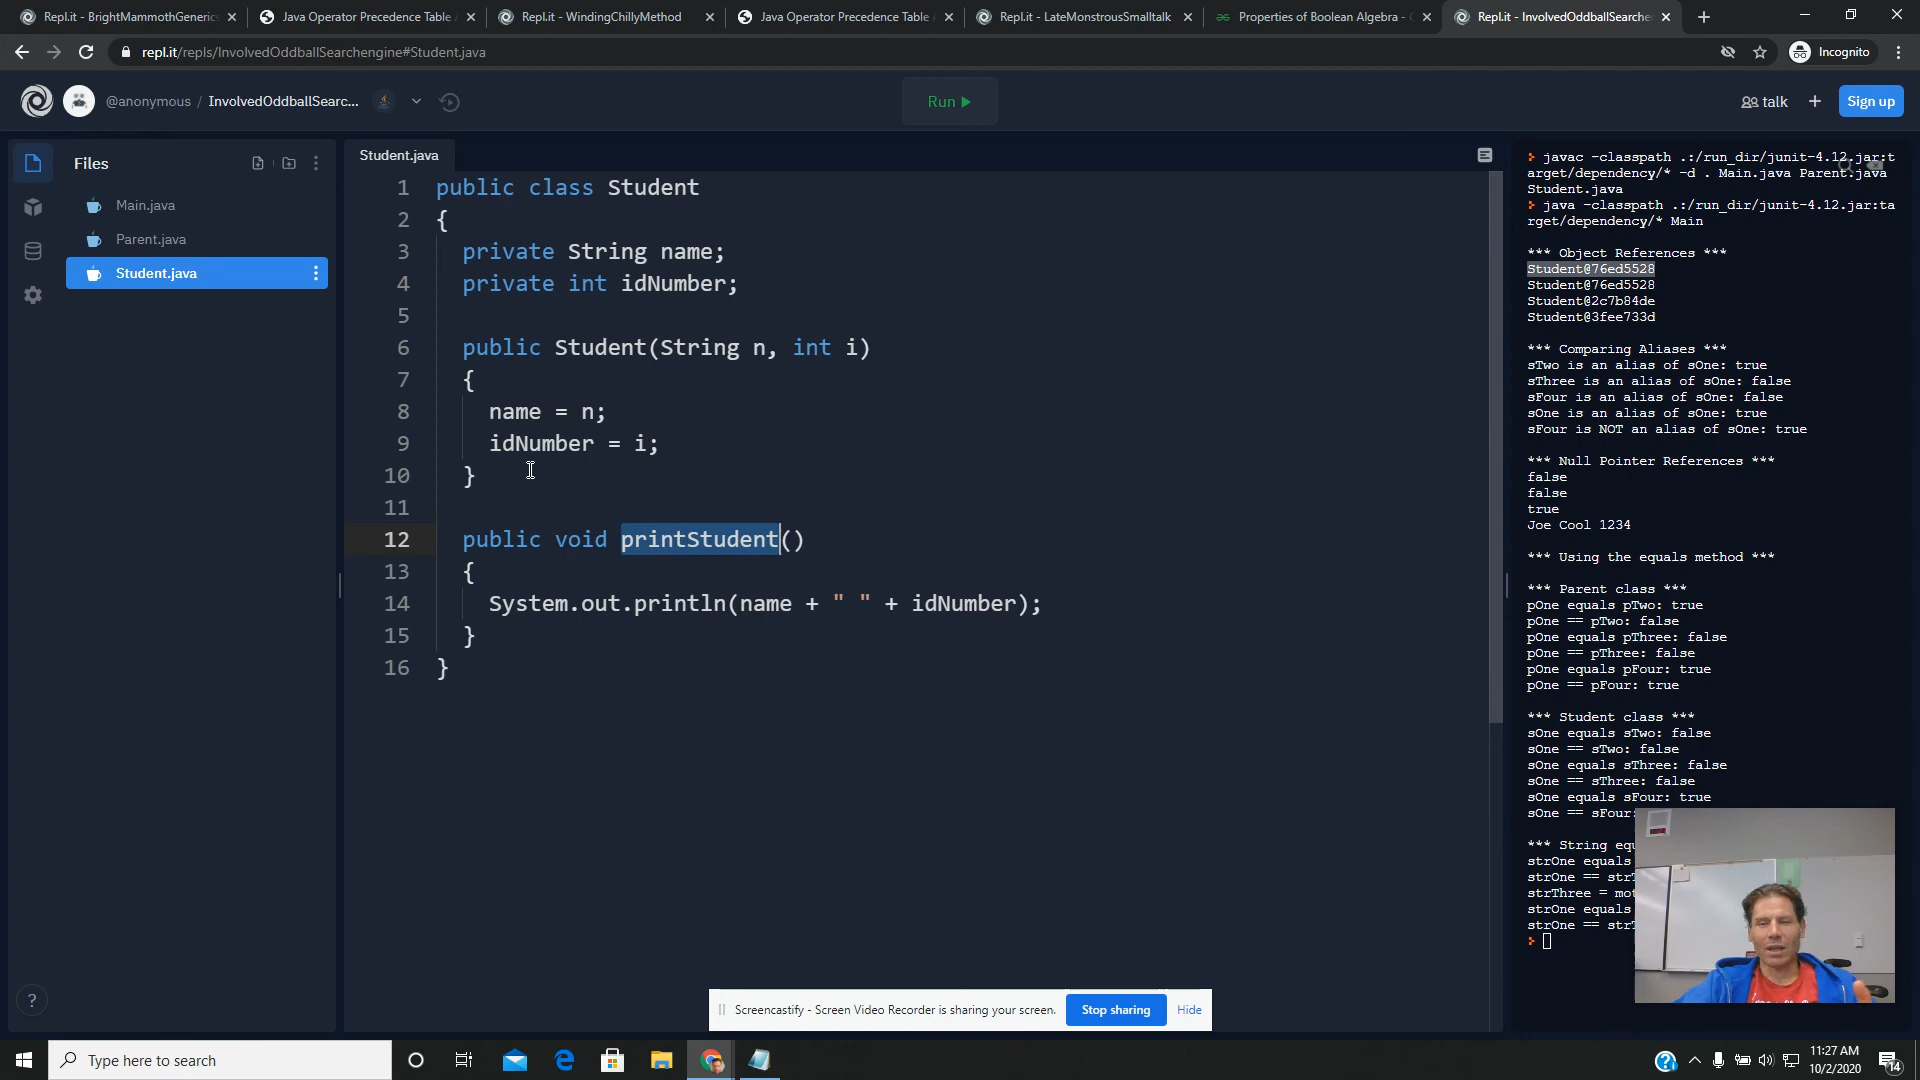 Repl.it - BrightMammothGenerics
Java Operator Precedence Table
Repl.it - WindingChillyMethod
Java Operator Precedence Table
Repl.it - LateMonstrousSmalltalk
Properties of Boolean Algebra -
Repl.it - InvolvedOddballSearche
repl.it/repls/InvolvedOddballSearchengine#Student.java
Incognito
@anonymous / InvolvedOddballSearc...
Run
talk
Sign up
Files
Main.java
Parent.java
Student.java
Student.java
1 public class Student
2 {
3 private String name;
4 private int idNumber;
5
6 public Student(String n, int i)
7 {
8 name = n;
9 idNumber = i;
10 }
11
12 public void printStudent()
13 {
14 System.out.println(name + " " + idNumber);
15 }
16 }
javac -classpath .:/run_dir/junit-4.12.jar:t
arget/dependency/* -d . Main.java Parent.java
Student.java
java -classpath .:/run_dir/junit-4.12.jar:ta
rget/dependency/* Main
*** Object References ***
Student@76ed5528
Student@76ed5528
Student@2c7b84de
Student@3fee733d
*** Comparing Aliases ***
sTwo is an alias of sOne: true
sThree is an alias of sOne: false
sFour is an alias of sOne: false
sOne is an alias of sOne: true
sFour is NOT an alias of sOne: true
*** Null Pointer References ***
false
false
true
Joe Cool 1234
*** Using the equals method ***
*** Parent class ***
pOne equals pTwo: true
pOne == pTwo: false
pOne equals pThree: false
pOne == pThree: false
pOne equals pFour: true
pOne == pFour: true
*** Student class ***
sOne equals sTwo: false
sOne == sTwo: false
sOne equals sThree: false
sOne == sThree: false
sOne equals sFour: true
sOne == sFour:
*** String equ
strOne equals
strOne == strT
strThree = mot
strOne equals
strOne == strT
Screencastify - Screen Video Recorder is sharing your screen.
Stop sharing
Hide
?
Type here to search
11:27 AM
10/2/2020
14